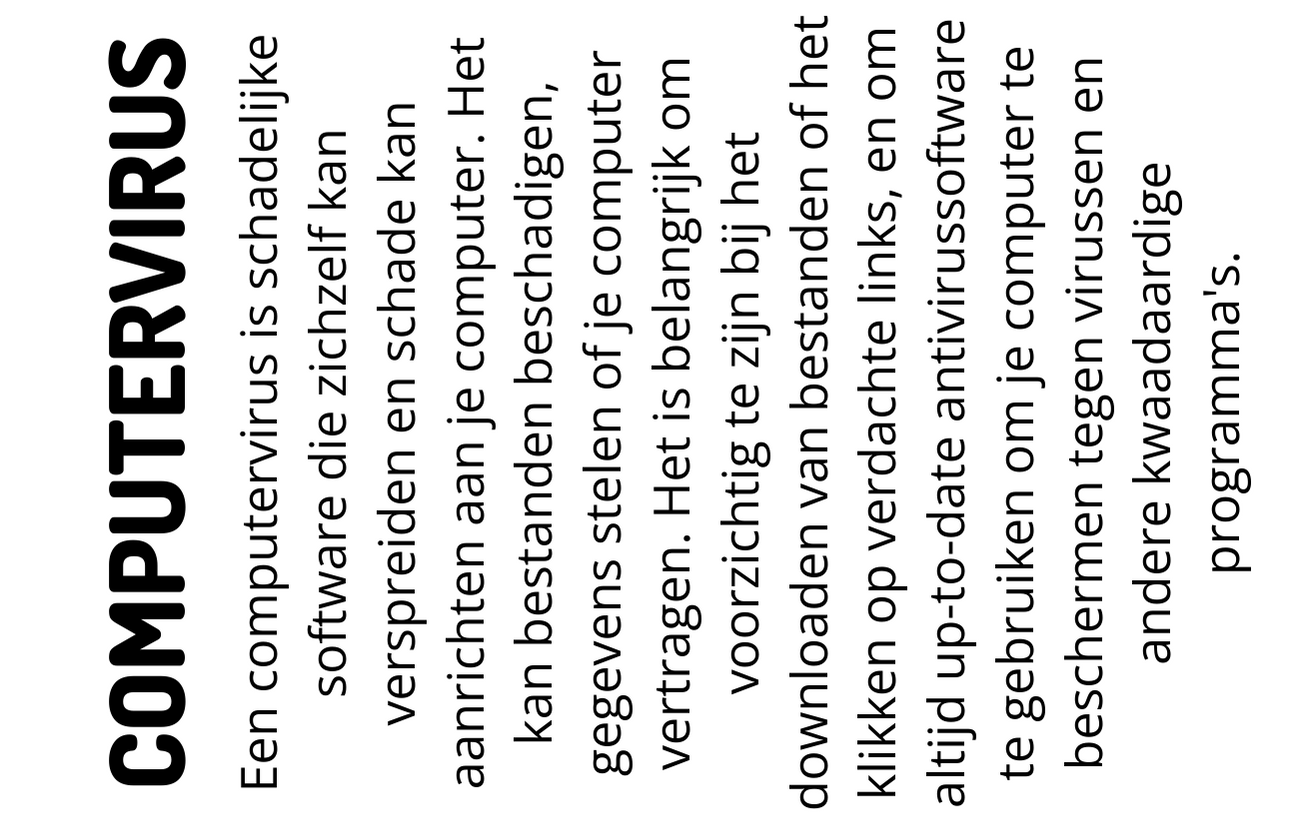 COMPUTERVIRUS
Een computervirus is schadelijke
software die zichzelf kan
verspreiden en schade kan
aanrichten aan je computer. Het
kan bestanden beschadigen,
gegevens stelen of je computer
vertragen. Het is belangrijk om
voorzichtig te zijn bij het
downloaden van bestanden of het
klikken op verdachte links, en om
altijd up-to-date antivirussoftware
te gebruiken om je computer te
beschermen tegen virussen en
andere kwaadaardige
programma's.